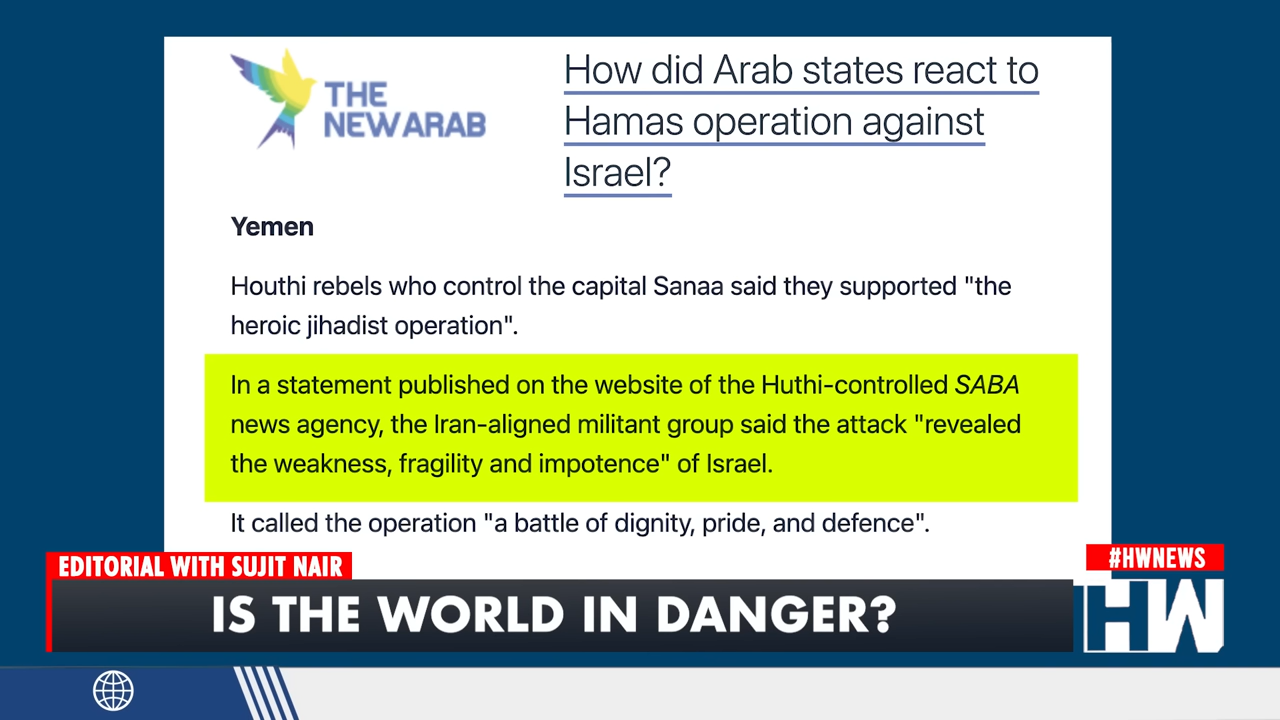 THE
NEW ARAB
How did Arab states react to
Hamas operation against
Israel?
Yemen
Houthi rebels who control the capital Sanaa said they supported "the
heroic jihadist operation".
In a statement published on the website of the Huthi-controlled SABA
news agency, the Iran-aligned militant group said the attack "revealed
the weakness, fragility and impotence" of Israel.
It called the operation "a battle of dignity, pride, and defence".
EDITORIAL WITH SUJIT NAIR
IS THE WORLD IN DANGER?
#HWNEWS
HW